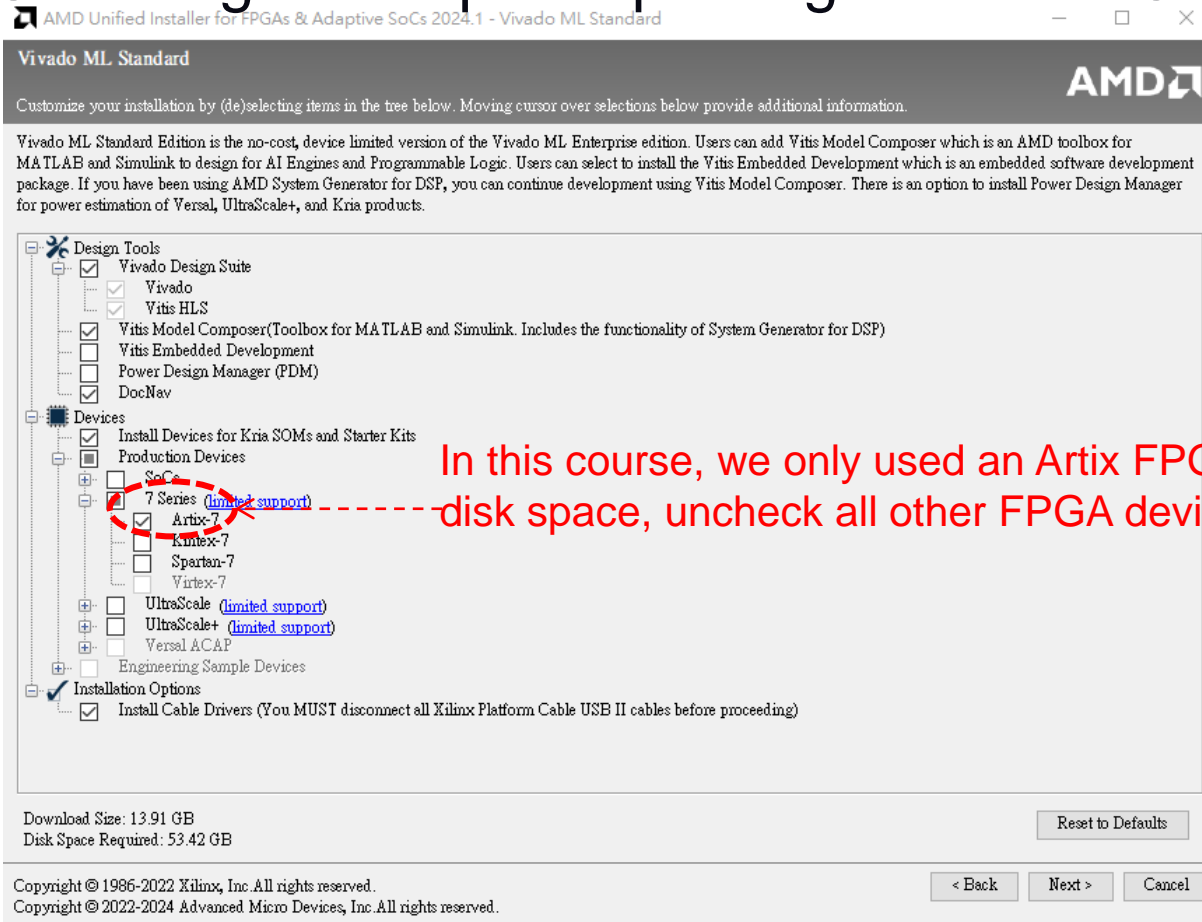 AMD Unified Installer for FPGAs & Adaptive SoCs 2024.1 - Vivado ML Standard
Vivado ML Standard
AMD
Customize your installation by (de)selecting items in the tree below. Moving cursor over selections below provide additional information.
Vivado ML Standard Edition is the no-cost, device limited version of the Vivado ML Enterprise edition. Users can add Vitis Model Composer which is an AMD toolbox for
MATLAB and Simulink to design for AI Engines and Programmable Logic. Users can select to install the Vitis Embedded Development which is an embedded software development
package. If you have been using AMD System Generator for DSP, you can continue development using Vitis Model Composer. There is an option to install Power Design Manager
for power estimation of Versal, UltraScale+, and Kria products.
Design Tools
Vivado Design Suite
Vivado
Vitis HLS
Vitis Model Composer(Toolbox for MATLAB and Simulink. Includes the functionality of System Generator for DSP)
Vitis Embedded Development
Power Design Manager (PDM)
DocNav
Devices
Install Devices for Kria SOMs and Starter Kits
Production Devices
In this course, we only used an Artix
SoCs
7 Series (limited support)
disk space, uncheck all other FPGA
Artix-7
Kintex-7
Spartan-7
Virtex-7
UltraScale (limited support)
UltraScale+ (limited support)
Versal ACAP
Engineering Sample Devices
Installation Options
Install Cable Drivers (You MUST disconnect all Xilinx Platform Cable USB II cables before proceeding)
Download Size: 13.91 GB
Disk Space Required: 53.42 GB
Reset to Defaults
Copyright © 1986-2022 Xilinx, Inc.All rights reserved.
Copyright © 2022-2024 Advanced Micro Devices, Inc.All rights reserved.
< Back Next > Cancel